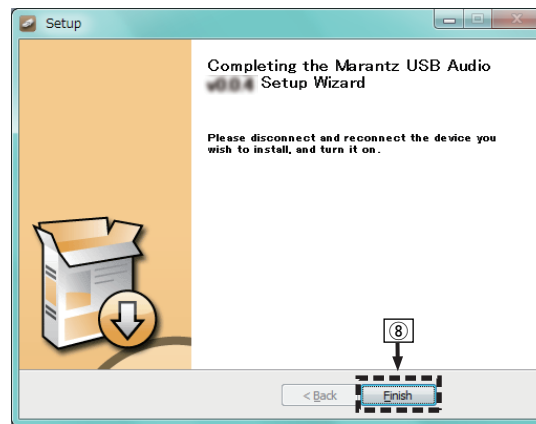 Setup
Completing the Marantz USB Audio
Setup Wizard
Please disconnect and reconnect the device you
wish to install, and turn it on.
⑧
< Back Finish